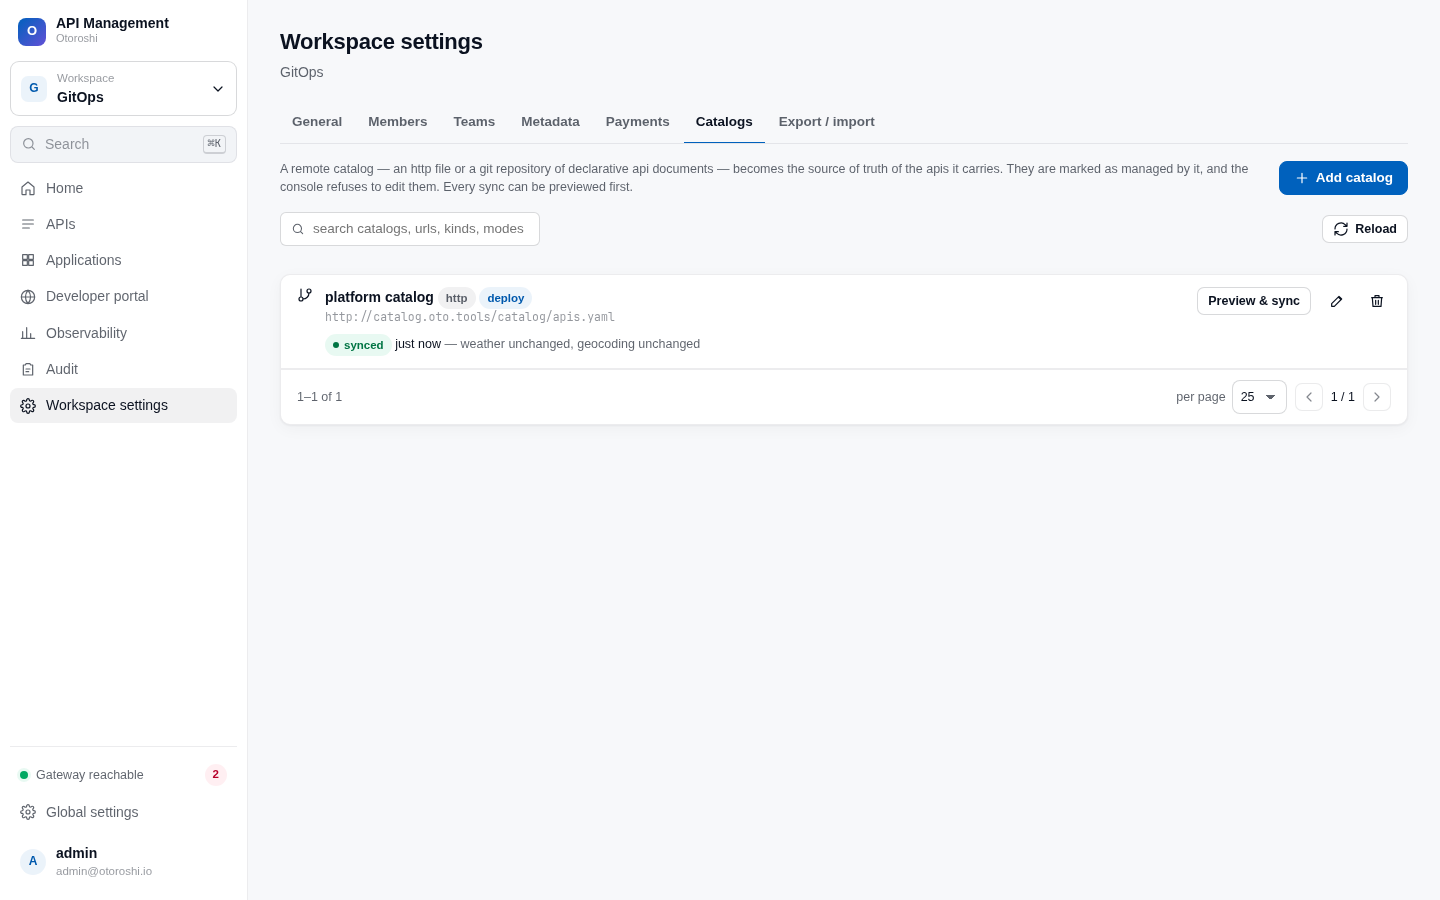 O
API Management
Otoroshi
G
Workspace
GitOps
Search
⌘K
Home
APIs
Applications
Developer portal
Observability
Audit
Workspace settings
Gateway reachable
2
Global settings
A
admin
admin@otoroshi.io
Workspace settings
GitOps
General
Members
Teams
Metadata
Payments
Catalogs
Export / import
A remote catalog — an http file or a git repository of declarative api documents — becomes the source of truth of the apis it carries. They are marked as managed by it, and the
console refuses to edit them. Every sync can be previewed first.
Add catalog
search catalogs, urls, kinds, modes
Reload
platform catalog http deploy
http://catalog.oto.tools/catalog/apis.yaml
synced just now — weather unchanged, geocoding unchanged
Preview & sync
1–1 of 1
per page
25
1 / 1